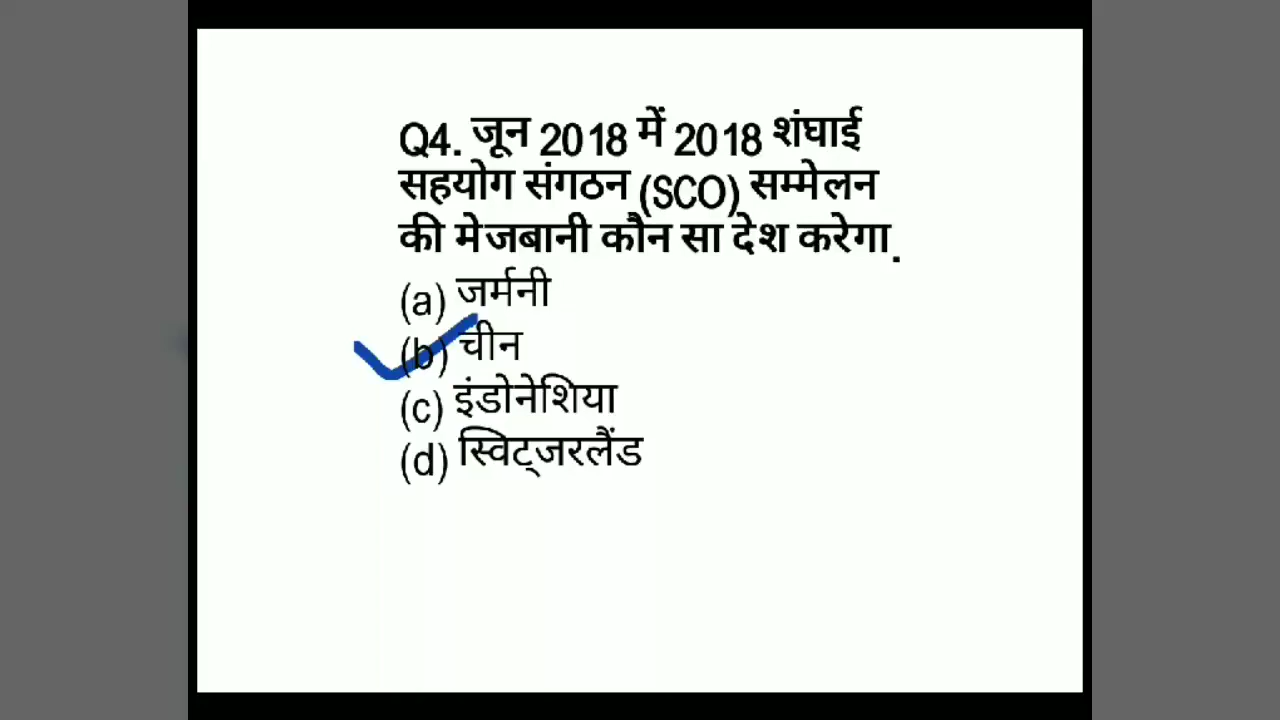 Q4. जून 2018 में 2018 शंघाई
सहयोग संगठन (SCO) सम्मेलन
की मेजबानी कौन सा देश करेगा.
(a) जर्मनी
(b) चीन
(c) इंडोनेशिया
(d) स्विट्जरलैंड